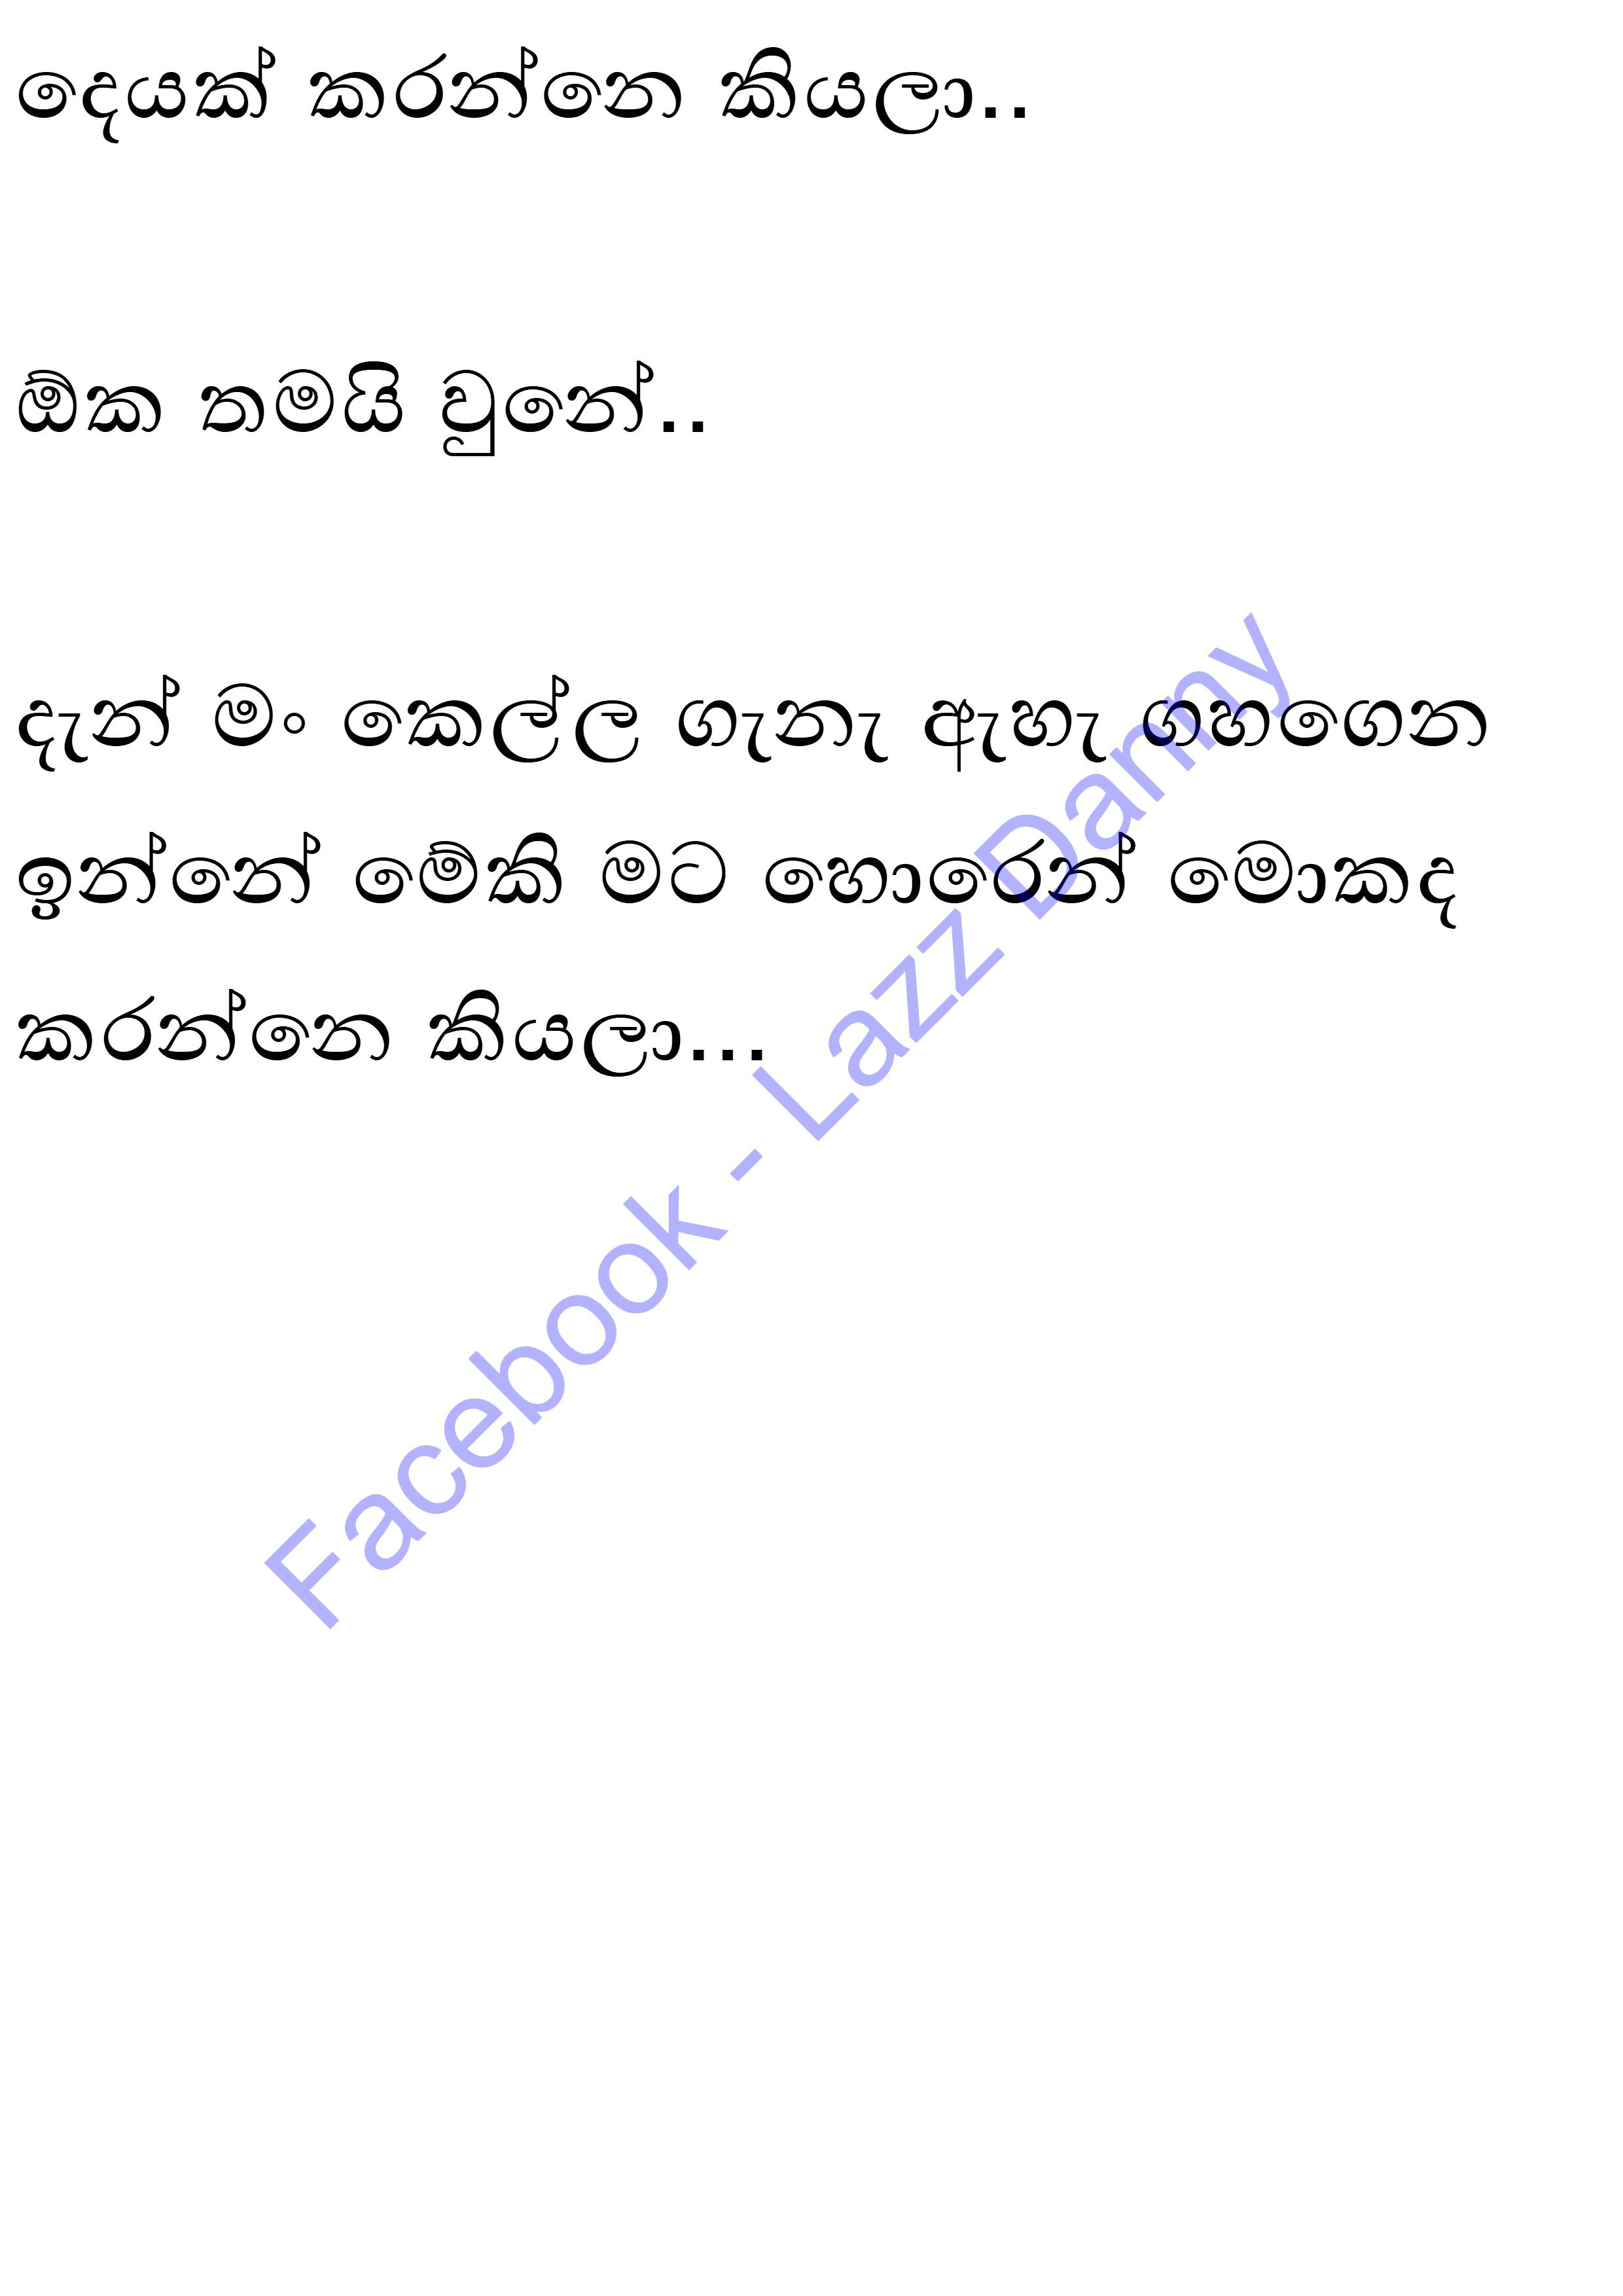 දෙයක් කරන්නෙ කියලා..
ඕක තමයි වුනේ..
දැන් මං කෙල්ල ගැනැ ඇහැ ගහගෙන
ඉන්නේ මේකි මට හොරෙන් මොකද
කරන්නෙ කියලා...
Facebook - Lazz Danny